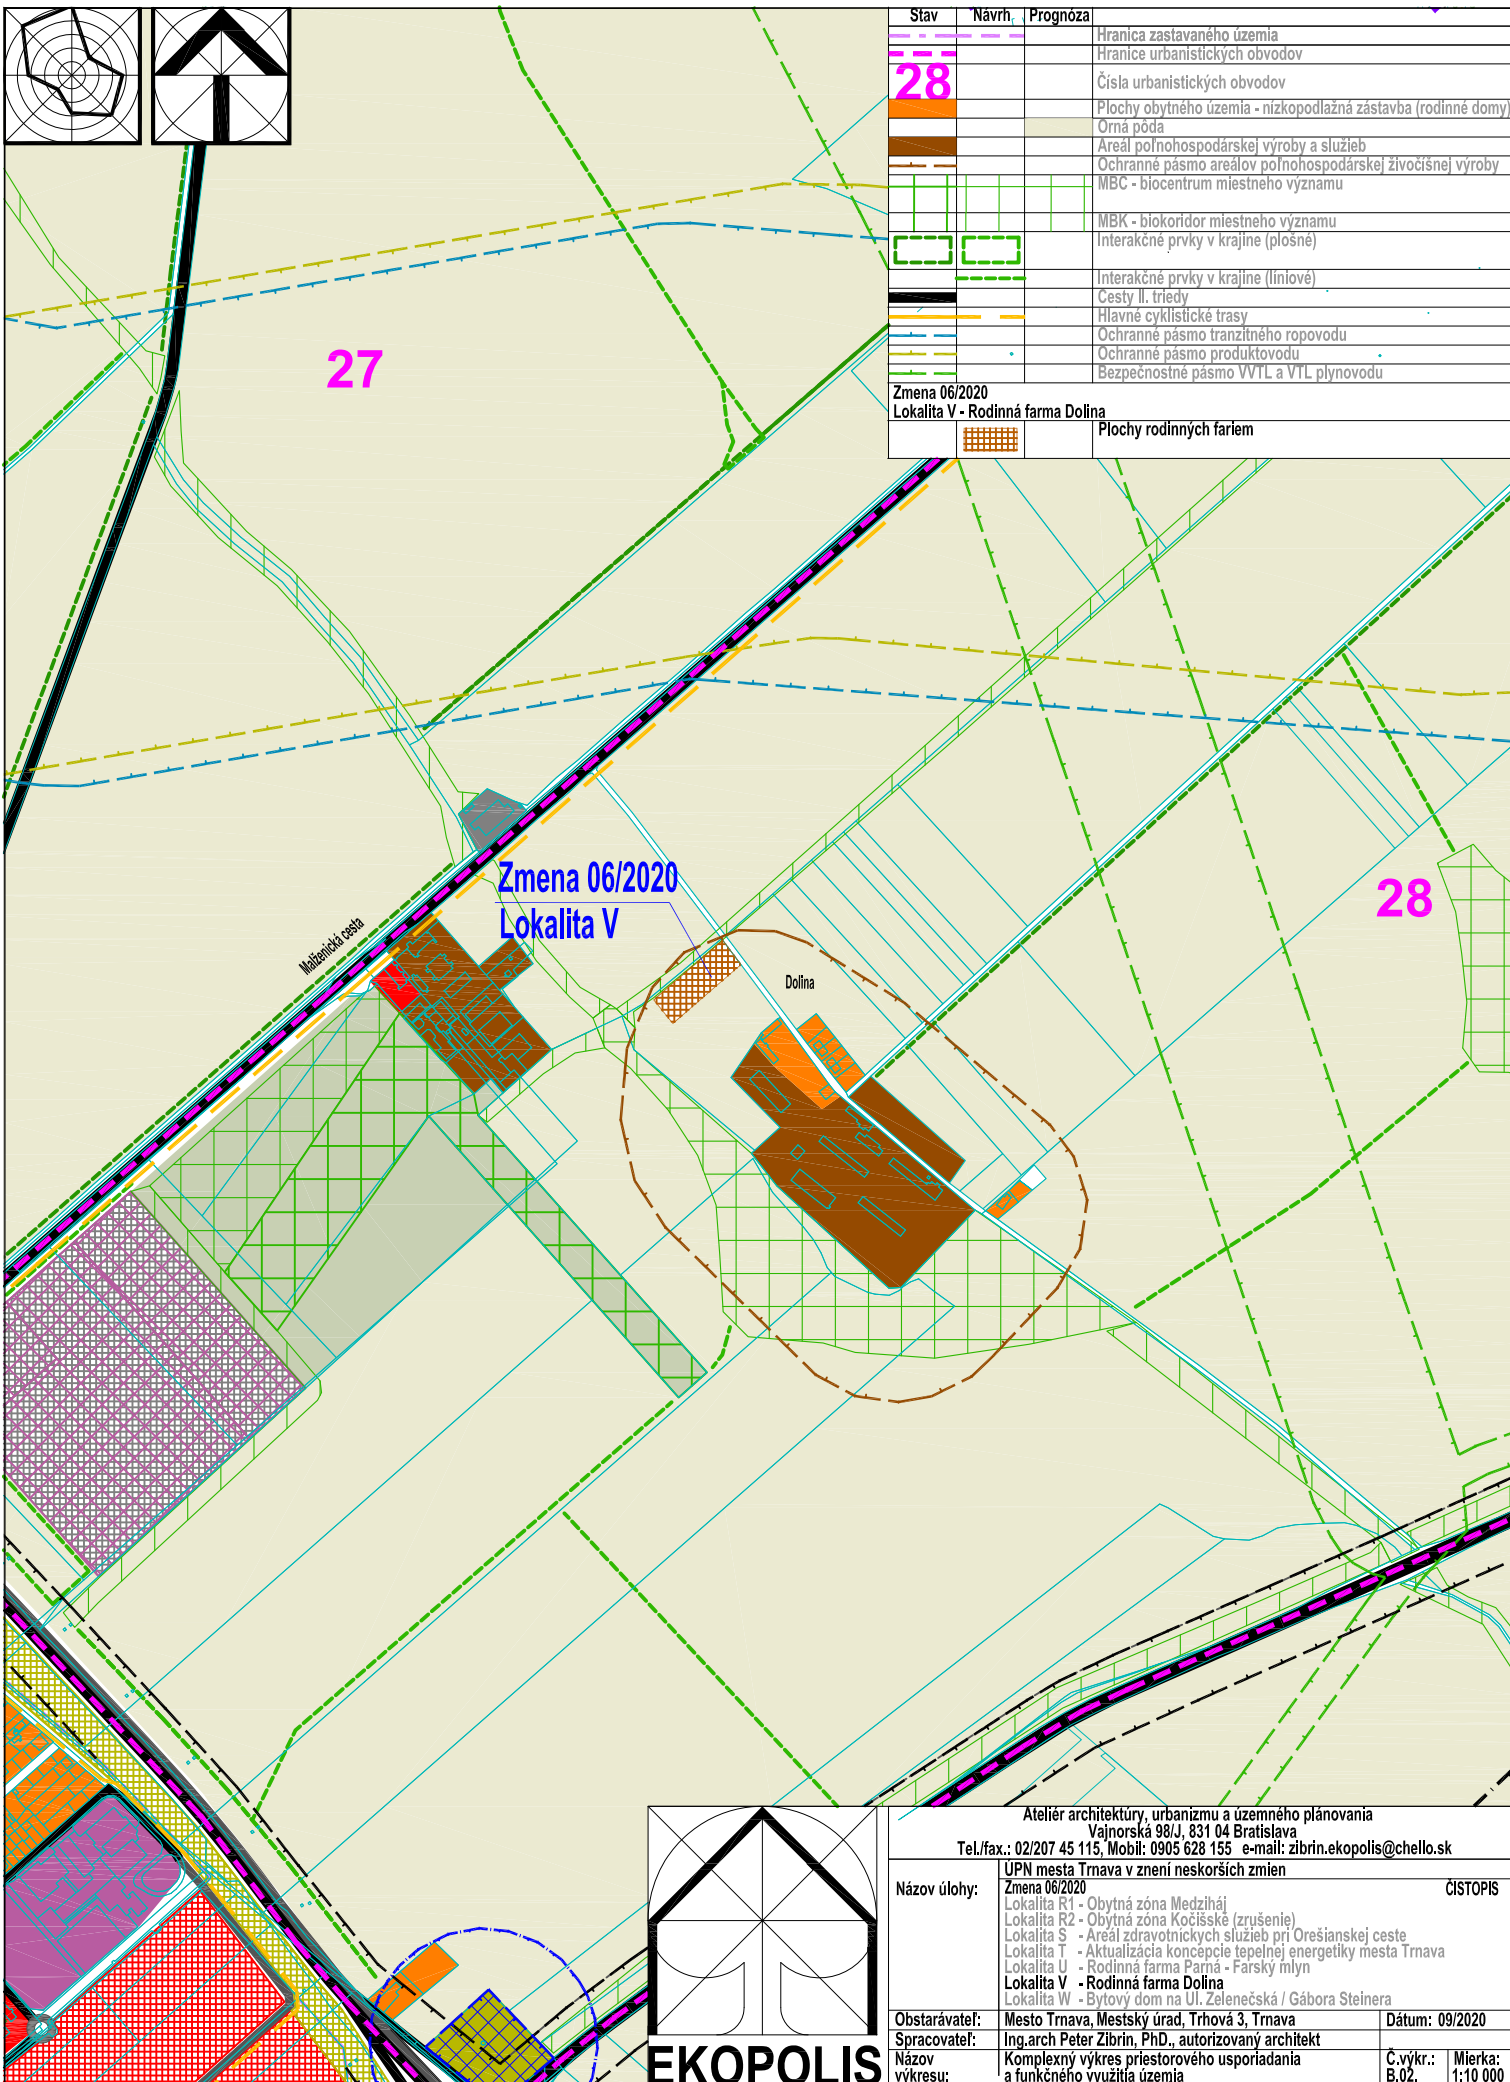 Stav Návrh Prognóza
Hranica zastavaného územia
Hranice urbanistických obvodov
28
Čísla urbanistických obvodov
Plochy obytného územia - nízkopodlažná zástavba (rodinné domy)
Orná pôda
Areál poľnohospodárskej výroby a služieb
Ochranné pásmo areálov poľnohospodárskej živočíšnej výroby
MBC - biocentrum miestneho významu
MBK - biokoridor miestneho významu
Interakčné prvky v krajine (plošné)
Interakčné prvky v krajine (líniové)
Cesty II. triedy
Hlavné cyklistické trasy
Ochranné pásmo tranzitného ropovodu
Ochranné pásmo produktovodu
Bezpečnostné pásmo VVTL a VTL plynovodu
Zmena 06/2020
Lokalita V - Rodinná farma Dolina
Plochy rodinných fariem
27
28
Zmena 06/2020
Lokalita V
Malženická cesta
Dolina
Ateliér architektúry, urbanizmu a územného plánovania
Vajnorská 98/J, 831 04 Bratislava
Tel./fax.: 02/207 45 115, Mobil: 0905 628 155 e-mail: zibrin.ekopolis@chello.sk
Názov úlohy:
ÚPN mesta Trnava v znení neskorších zmien
Zmena 06/2020 ČISTOPIS
Lokalita R1 - Obytná zóna Medziháj
Lokalita R2 - Obytná zóna Kočišské (zrušenie)
Lokalita S - Areál zdravotníckych služieb pri Orešianskej ceste
Lokalita T - Aktualizácia koncepcie tepelnej energetiky mesta Trnava
Lokalita U - Rodinná farma Parná - Farský mlyn
Lokalita V - Rodinná farma Dolina
Lokalita W - Bytový dom na Ul. Zelenečská / Gábora Steinera
Obstarávateľ: Mesto Trnava, Mestský úrad, Trhová 3, Trnava Dátum: 09/2020
Spracovateľ: Ing.arch Peter Zibrin, PhD., autorizovaný architekt
Názov výkresu: Komplexný výkres priestorového usporiadania
a funkčného využitia územia
Č.výkr.: B.02.
Mierka: 1:10 000
EKOPOLIS